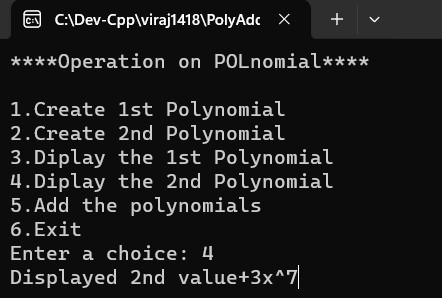 C:\Dev-Cpp\viraj1418\PolyAdc
****Operation on POLnomial****
1.Create 1st Polynomial
2.Create 2nd Polynomial
3.Diplay the 1st Polynomial
4.Diplay the 2nd Polynomial
5.Add the polynomials
6.Exit
Enter a choice: 4
Displayed 2nd value+3x^7